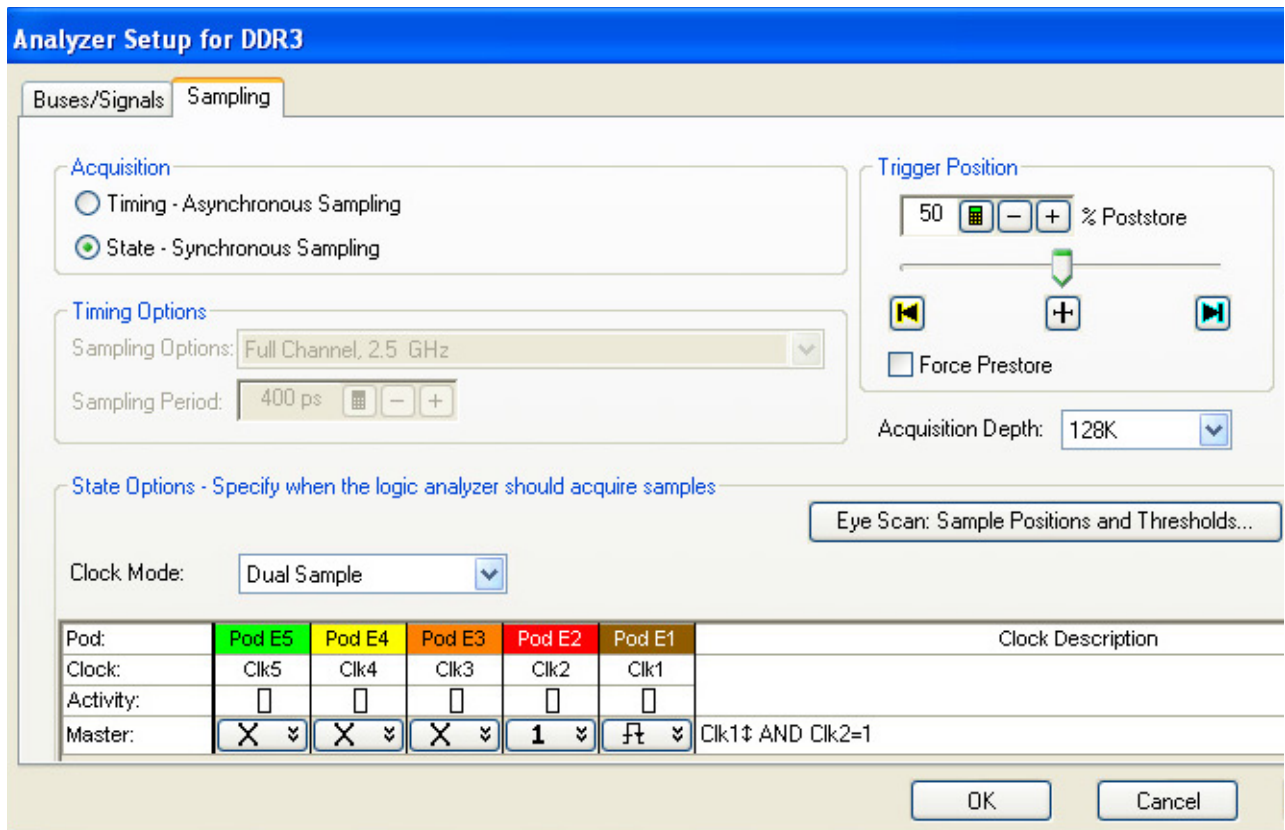 Analyzer Setup for DDR3
Buses/Signals Sampling
Acquisition
Timing - Asynchronous Sampling
State - Synchronous Sampling
Timing Options
Sampling Options: Full Channel, 2.5 GHz
Sampling Period: 400 ps − +
Trigger Position
50 − + % Poststore
Force Prestore
Acquisition Depth: 128K
State Options - Specify when the logic analyzer should acquire samples
Eye Scan: Sample Positions and Thresholds...
Clock Mode: Dual Sample
Pod: Pod E5 Pod E4 Pod E3 Pod E2 Pod E1 Clock Description
Clock: Clk5 Clk4 Clk3 Clk2 Clk1
Activity:
Master: X X X 1 Clk1↕ AND Clk2=1
OK Cancel